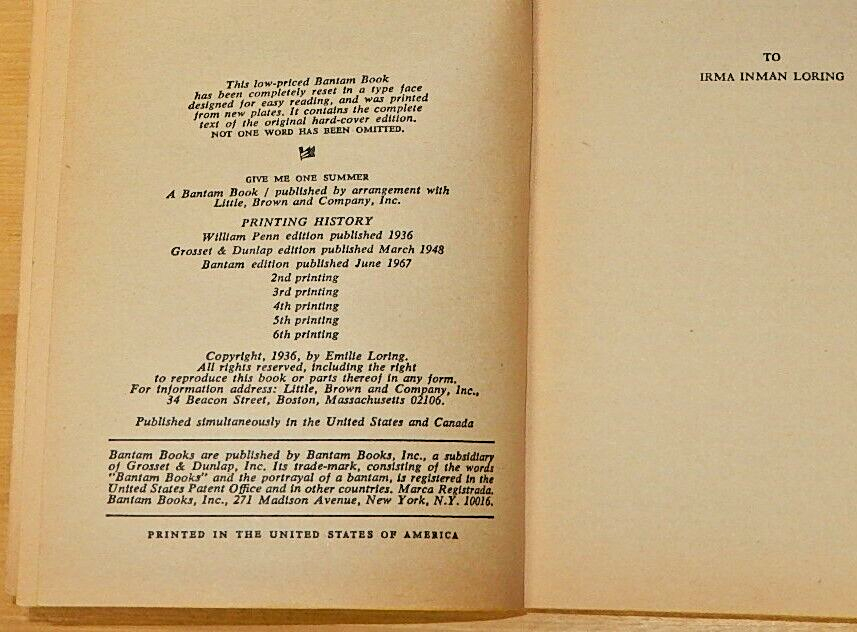 This low-priced Bantam Book
has been completely reset in a type face
designed for easy reading, and was printed
from new plates. It contains the complete
text of the original hard-cover edition.
NOT ONE WORD HAS BEEN OMITTED.
GIVE ME ONE SUMMER
A Bantam Book / published by arrangement with
Little, Brown and Company, Inc.
PRINTING HISTORY
William Penn edition published 1936
Grosset & Dunlap edition published March 1948
Bantam edition published June 1967
2nd printing
3rd printing
4th printing
5th printing
6th printing
Copyright, 1936, by Emilie Loring.
All rights reserved, including the right
to reproduce this book or parts thereof in any form.
For information address: Little, Brown and Company, Inc.,
34 Beacon Street, Boston, Massachusetts 02106.
Published simultaneously in the United States and Canada
Bantam Books are published by Bantam Books, Inc., a subsidiary
of Grosset & Dunlap, Inc. Its trade-mark, consisting of the words
"Bantam Books" and the portrayal of a bantam, is registered in the
United States Patent Office and in other countries. Marca Registrada.
Bantam Books, Inc., 271 Madison Avenue, New York, N.Y. 10016.
PRINTED IN THE UNITED STATES OF AMERICA
TO
IRMA INMAN LORING